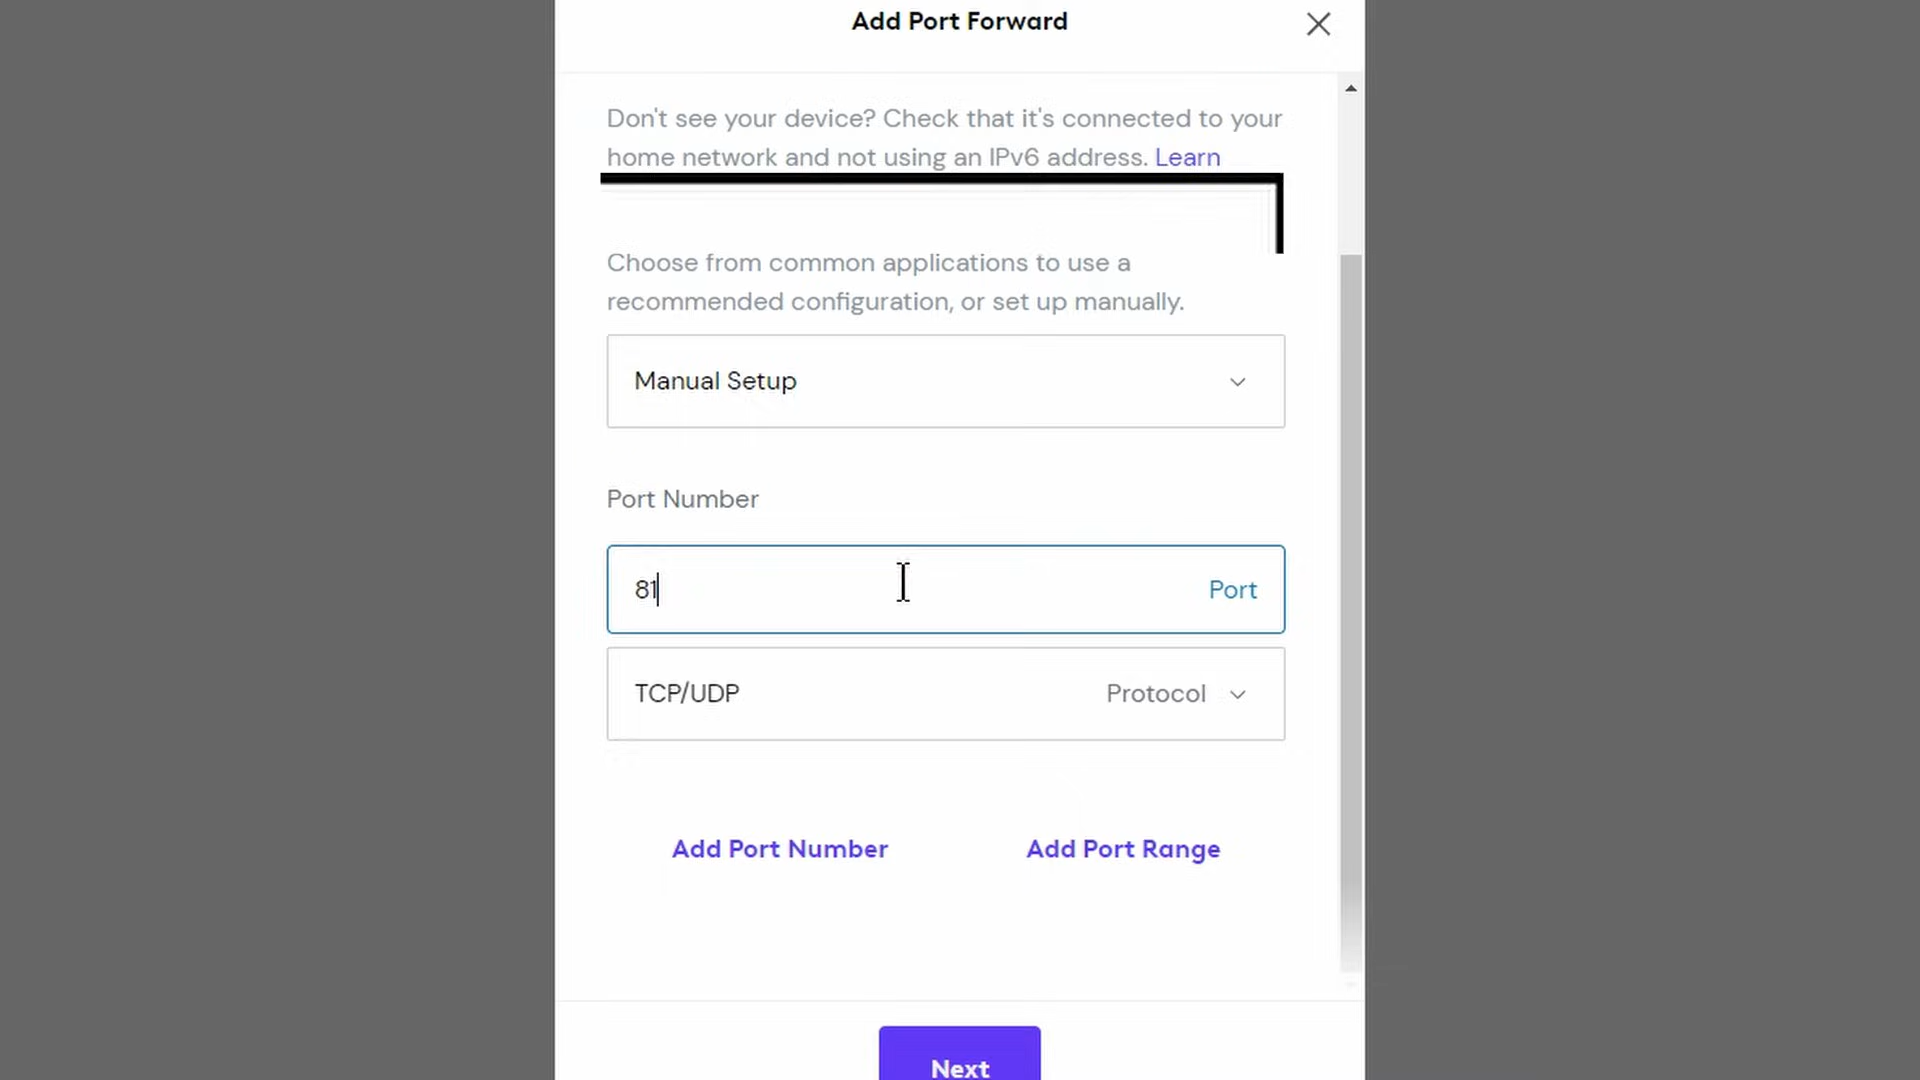 Add Port Forward
Don't see your device? Check that it's connected to your
home network and not using an IPv6 address. Learn
Choose from common applications to use a
recommended configuration, or set up manually.
Manual Setup
Port Number
81 Port
TCP/UDP Protocol
Add Port Number Add Port Range
Next